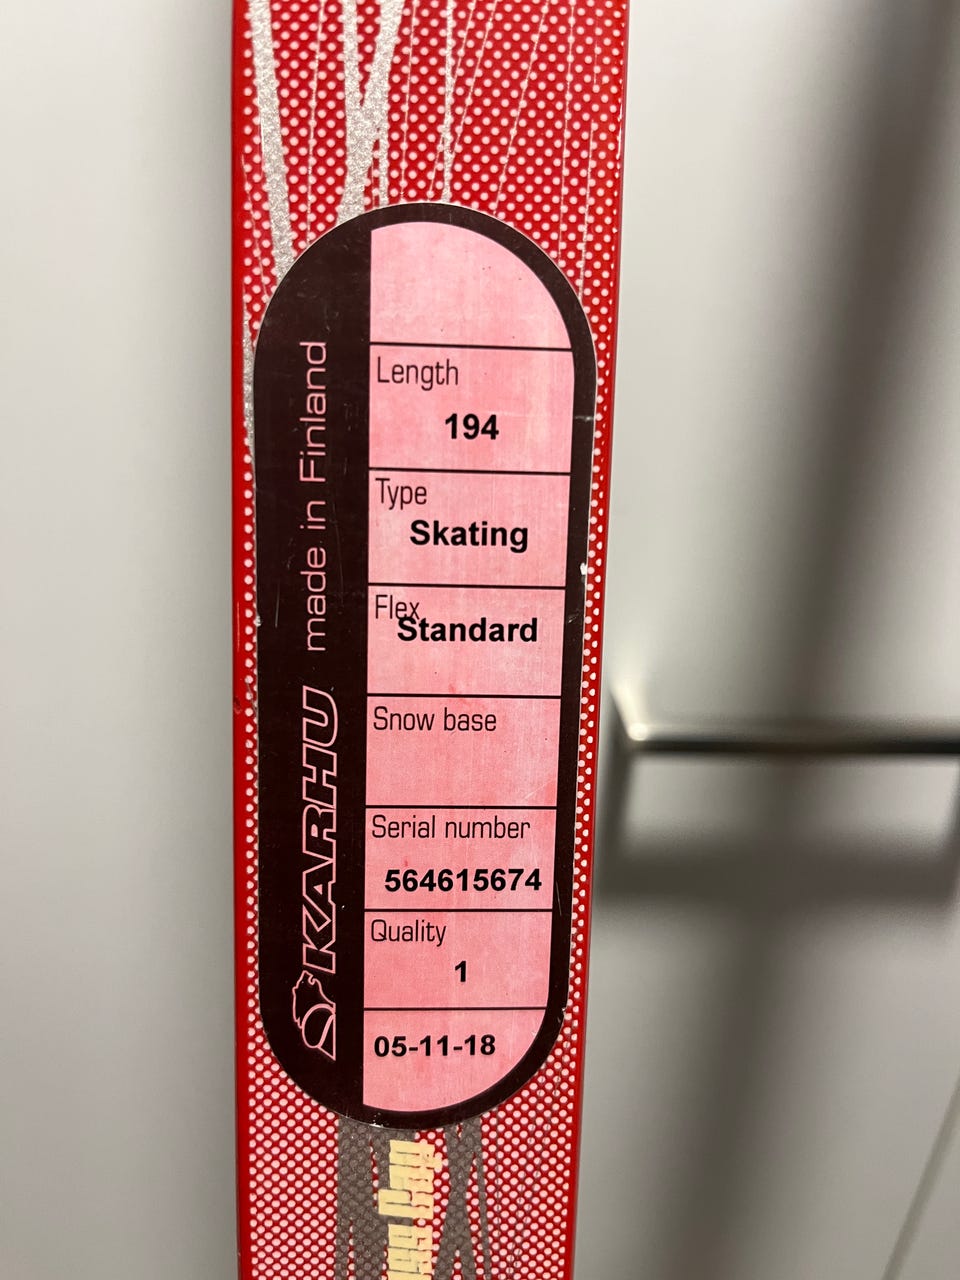 KARHU made in Finland
Length
194
Type
Skating
Flex
Standard
Snow base
Serial number
564615674
Quality
1
05-11-18